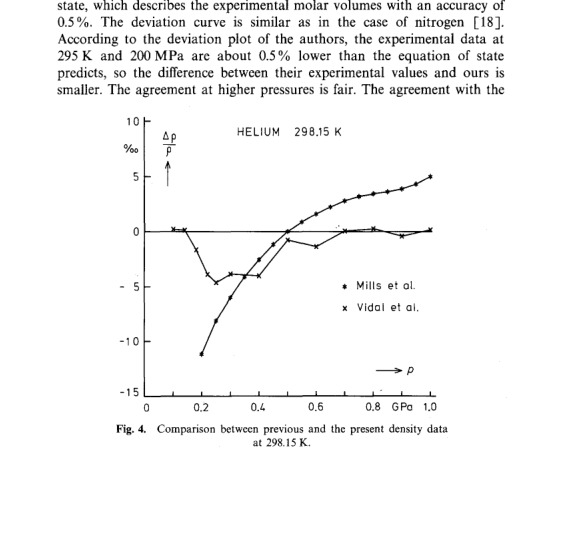 state, which describes the experimental molar volumes with an accuracy of
0.5%. The deviation curve is similar as in the case of nitrogen [18].
According to the deviation plot of the authors, the experimental data at
295 K and 200 MPa are about 0.5% lower than the equation of state
predicts, so the difference between their experimental values and ours is
smaller. The agreement at higher pressures is fair. The agreement with the
10
‰
Δρ
ρ
HELIUM 298.15 K
5
0
- 5
* Mills et al.
x Vidal et al.
-10
p
-15
0 0.2 0.4 0.6 0.8 GPa 1.0
Fig. 4. Comparison between previous and the present density data
at 298.15 K.